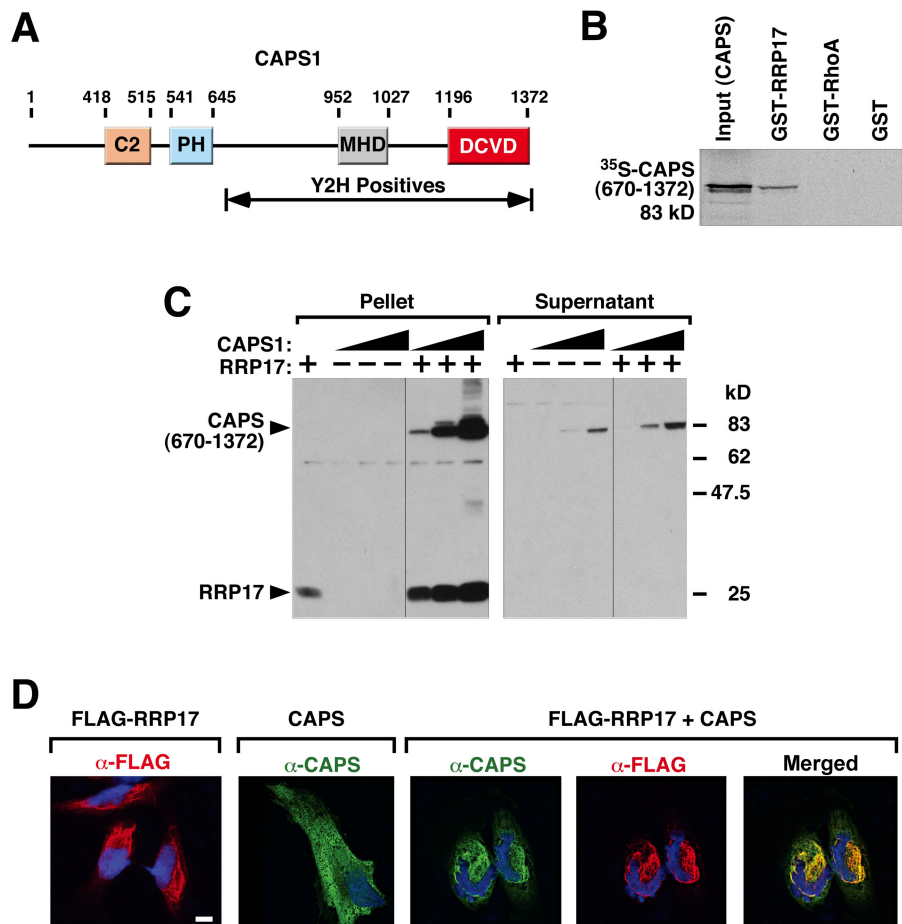 A
CAPS1
1 418 515 541 645 952 1027 1196 1372
C2 PH MHD DCVD
Y2H Positives
B
Input (CAPS)
GST-RRP17
GST-RhoA
GST
³⁵S-CAPS
(670-1372)
83 kD
C
Pellet Supernatant
CAPS1:
RRP17: + − − − + + + + − − − + + +
kD
CAPS
(670-1372)
83
62
47.5
RRP17
25
D
FLAG-RRP17 CAPS FLAG-RRP17 + CAPS
α-FLAG α-CAPS α-CAPS α-FLAG Merged